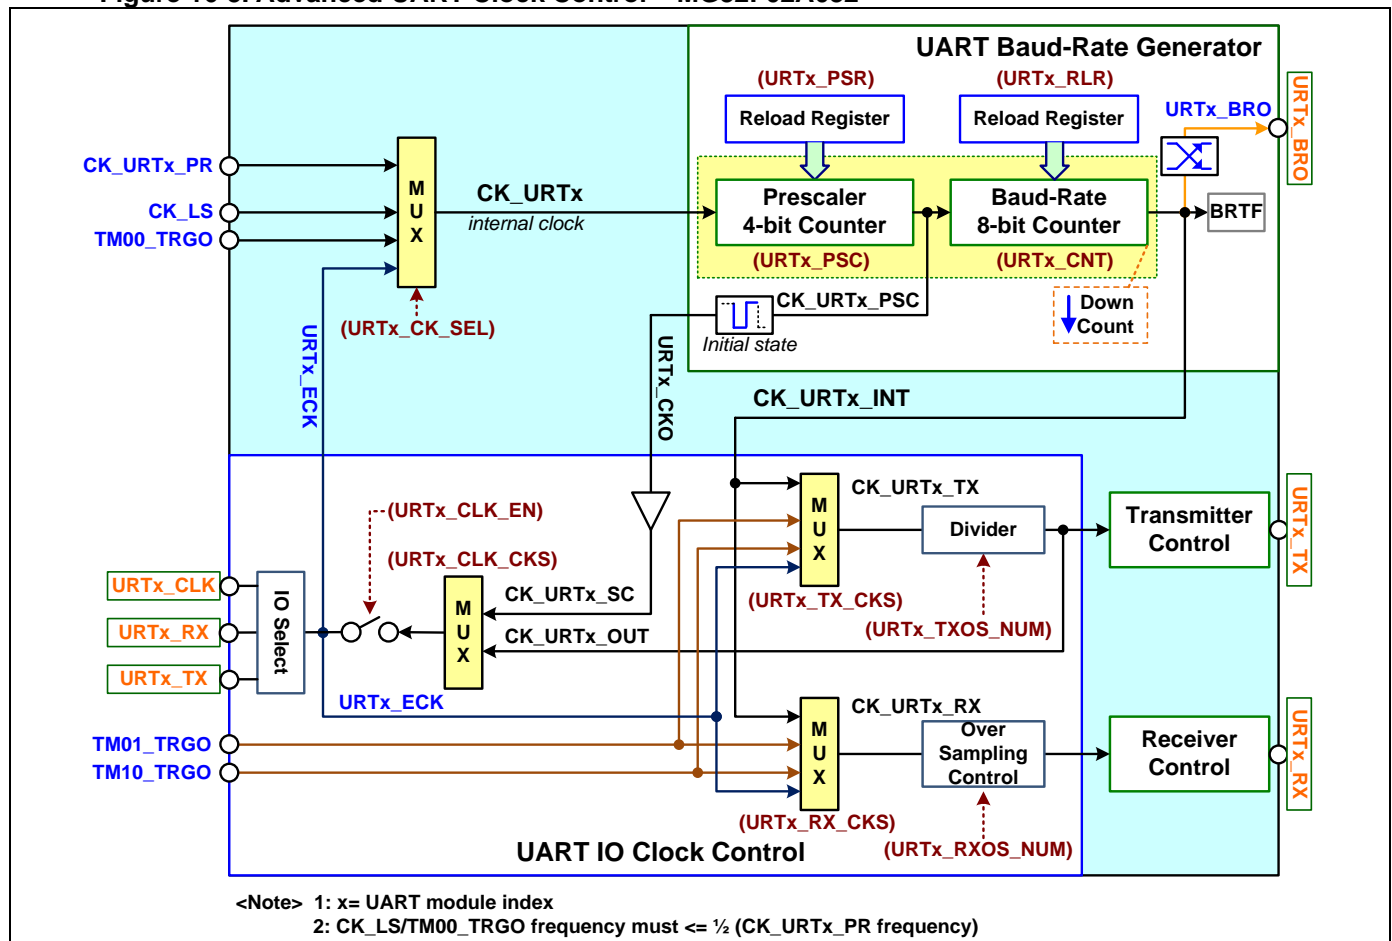 UART Baud-Rate Generator
(URTx_PSR)
(URTx_RLR)
Reload Register
Reload Register
URTx_BRO
URTx_BRO
CK_URTx_PR
CK_LS
TM00_TRGO
MUX
CK_URTx
internal clock
Prescaler
4-bit Counter
Baud-Rate
8-bit Counter
BRTF
(URTx_PSC)
(URTx_CNT)
(URTx_CK_SEL)
CK_URTx_PSC
Initial state
Down
Count
URTx_ECK
URTx_CKO
CK_URTx_INT
(URTx_CLK_EN)
(URTx_CLK_CKS)
MUX
CK_URTx_TX
Divider
Transmitter
Control
URTx_TX
URTx_CLK
URTx_RX
URTx_TX
IO Select
MUX
CK_URTx_SC
CK_URTx_OUT
(URTx_TX_CKS)
(URTx_TXOS_NUM)
URTx_ECK
TM01_TRGO
TM10_TRGO
MUX
CK_URTx_RX
Over
Sampling
Control
Receiver
Control
URTx_RX
(URTx_RX_CKS)
(URTx_RXOS_NUM)
UART IO Clock Control
<Note> 1: x= UART module index
2: CK_LS/TM00_TRGO frequency must <= ½ (CK_URTx_PR frequency)